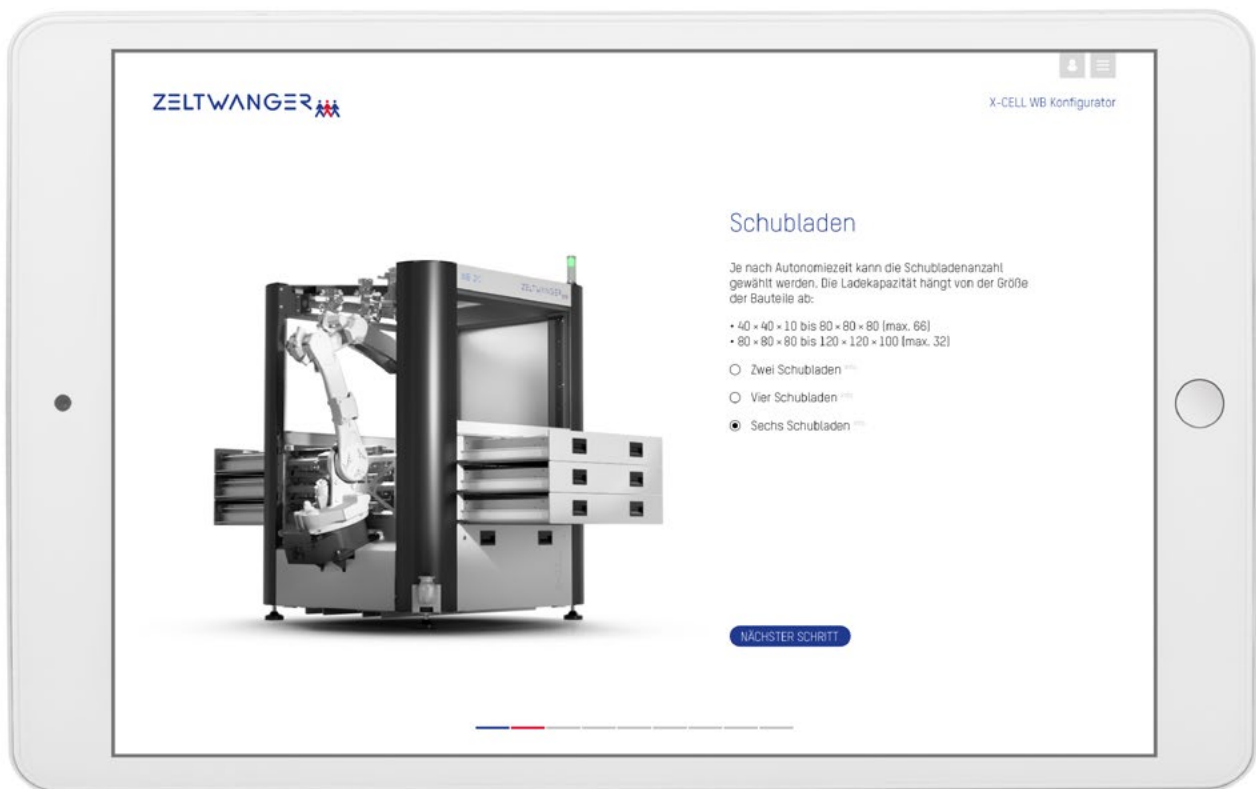 ZELTWANGER
X-CELL WB Konfigurator
Schubladen
Je nach Autonomiezeit kann die Schubladenanzahl
gewählt werden. Die Ladekapazität hängt von der Größe
der Bauteile ab:
• 40 × 40 × 10 bis 80 × 80 × 80 (max. 66)
• 80 × 80 × 80 bis 120 × 120 × 100 (max. 32)
Zwei Schubladen
Vier Schubladen
Sechs Schubladen
ZELTWANGER
NÄCHSTER SCHRITT